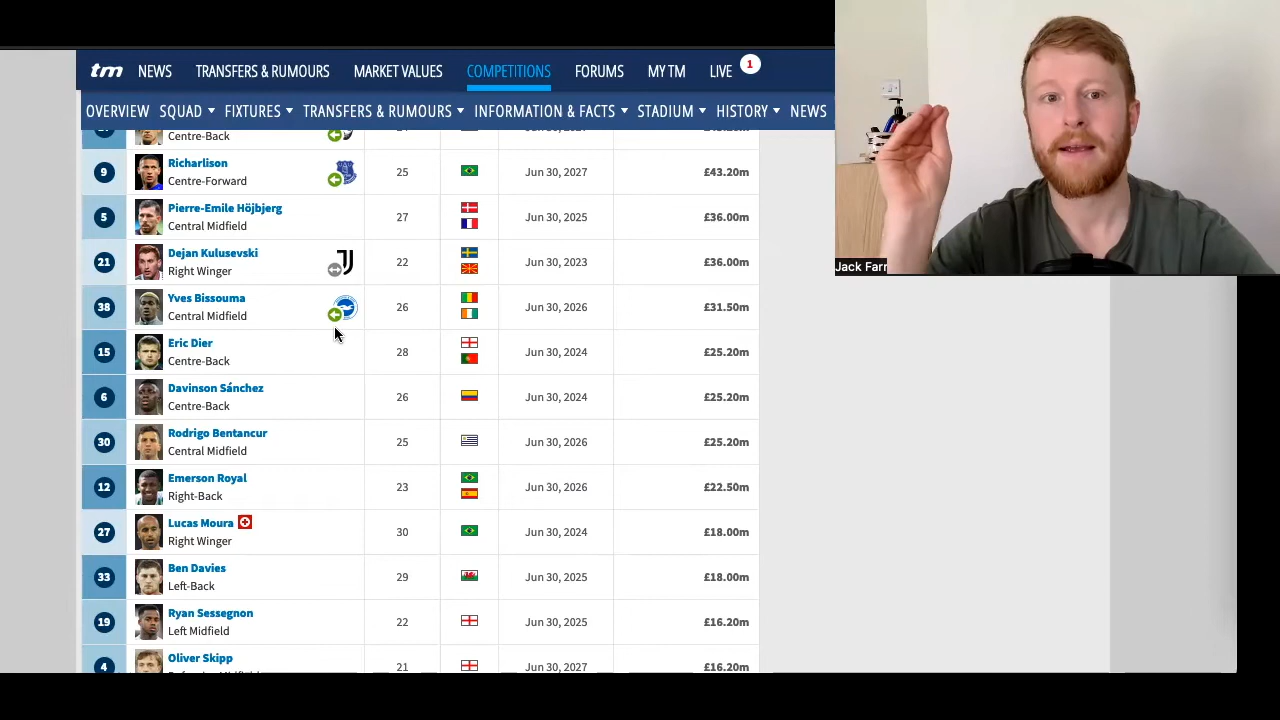 tm NEWS TRANSFERS & RUMOURS MARKET VALUES COMPETITIONS FORUMS MY TM LIVE 1
OVERVIEW SQUAD FIXTURES TRANSFERS & RUMOURS INFORMATION & FACTS STADIUM HISTORY NEWS
Centre-Back
9 Richarlison 25 Jun 30, 2027 £43.20m
Centre-Forward
5 Pierre-Emile Höjbjerg 27 Jun 30, 2025 £36.00m
Central Midfield
21 Dejan Kulusevski 22 Jun 30, 2023 £36.00m
Right Winger
38 Yves Bissouma 26 Jun 30, 2026 £31.50m
Central Midfield
15 Eric Dier 28 Jun 30, 2024 £25.20m
Centre-Back
6 Davinson Sánchez 26 Jun 30, 2024 £25.20m
Centre-Back
30 Rodrigo Bentancur 25 Jun 30, 2026 £25.20m
Central Midfield
12 Emerson Royal 23 Jun 30, 2026 £22.50m
Right-Back
27 Lucas Moura 30 Jun 30, 2024 £18.00m
Right Winger
33 Ben Davies 29 Jun 30, 2025 £18.00m
Left-Back
19 Ryan Sessegnon 22 Jun 30, 2025 £16.20m
Left Midfield
4 Oliver Skipp 21 Jun 30, 2027 £16.20m
Jack Farr